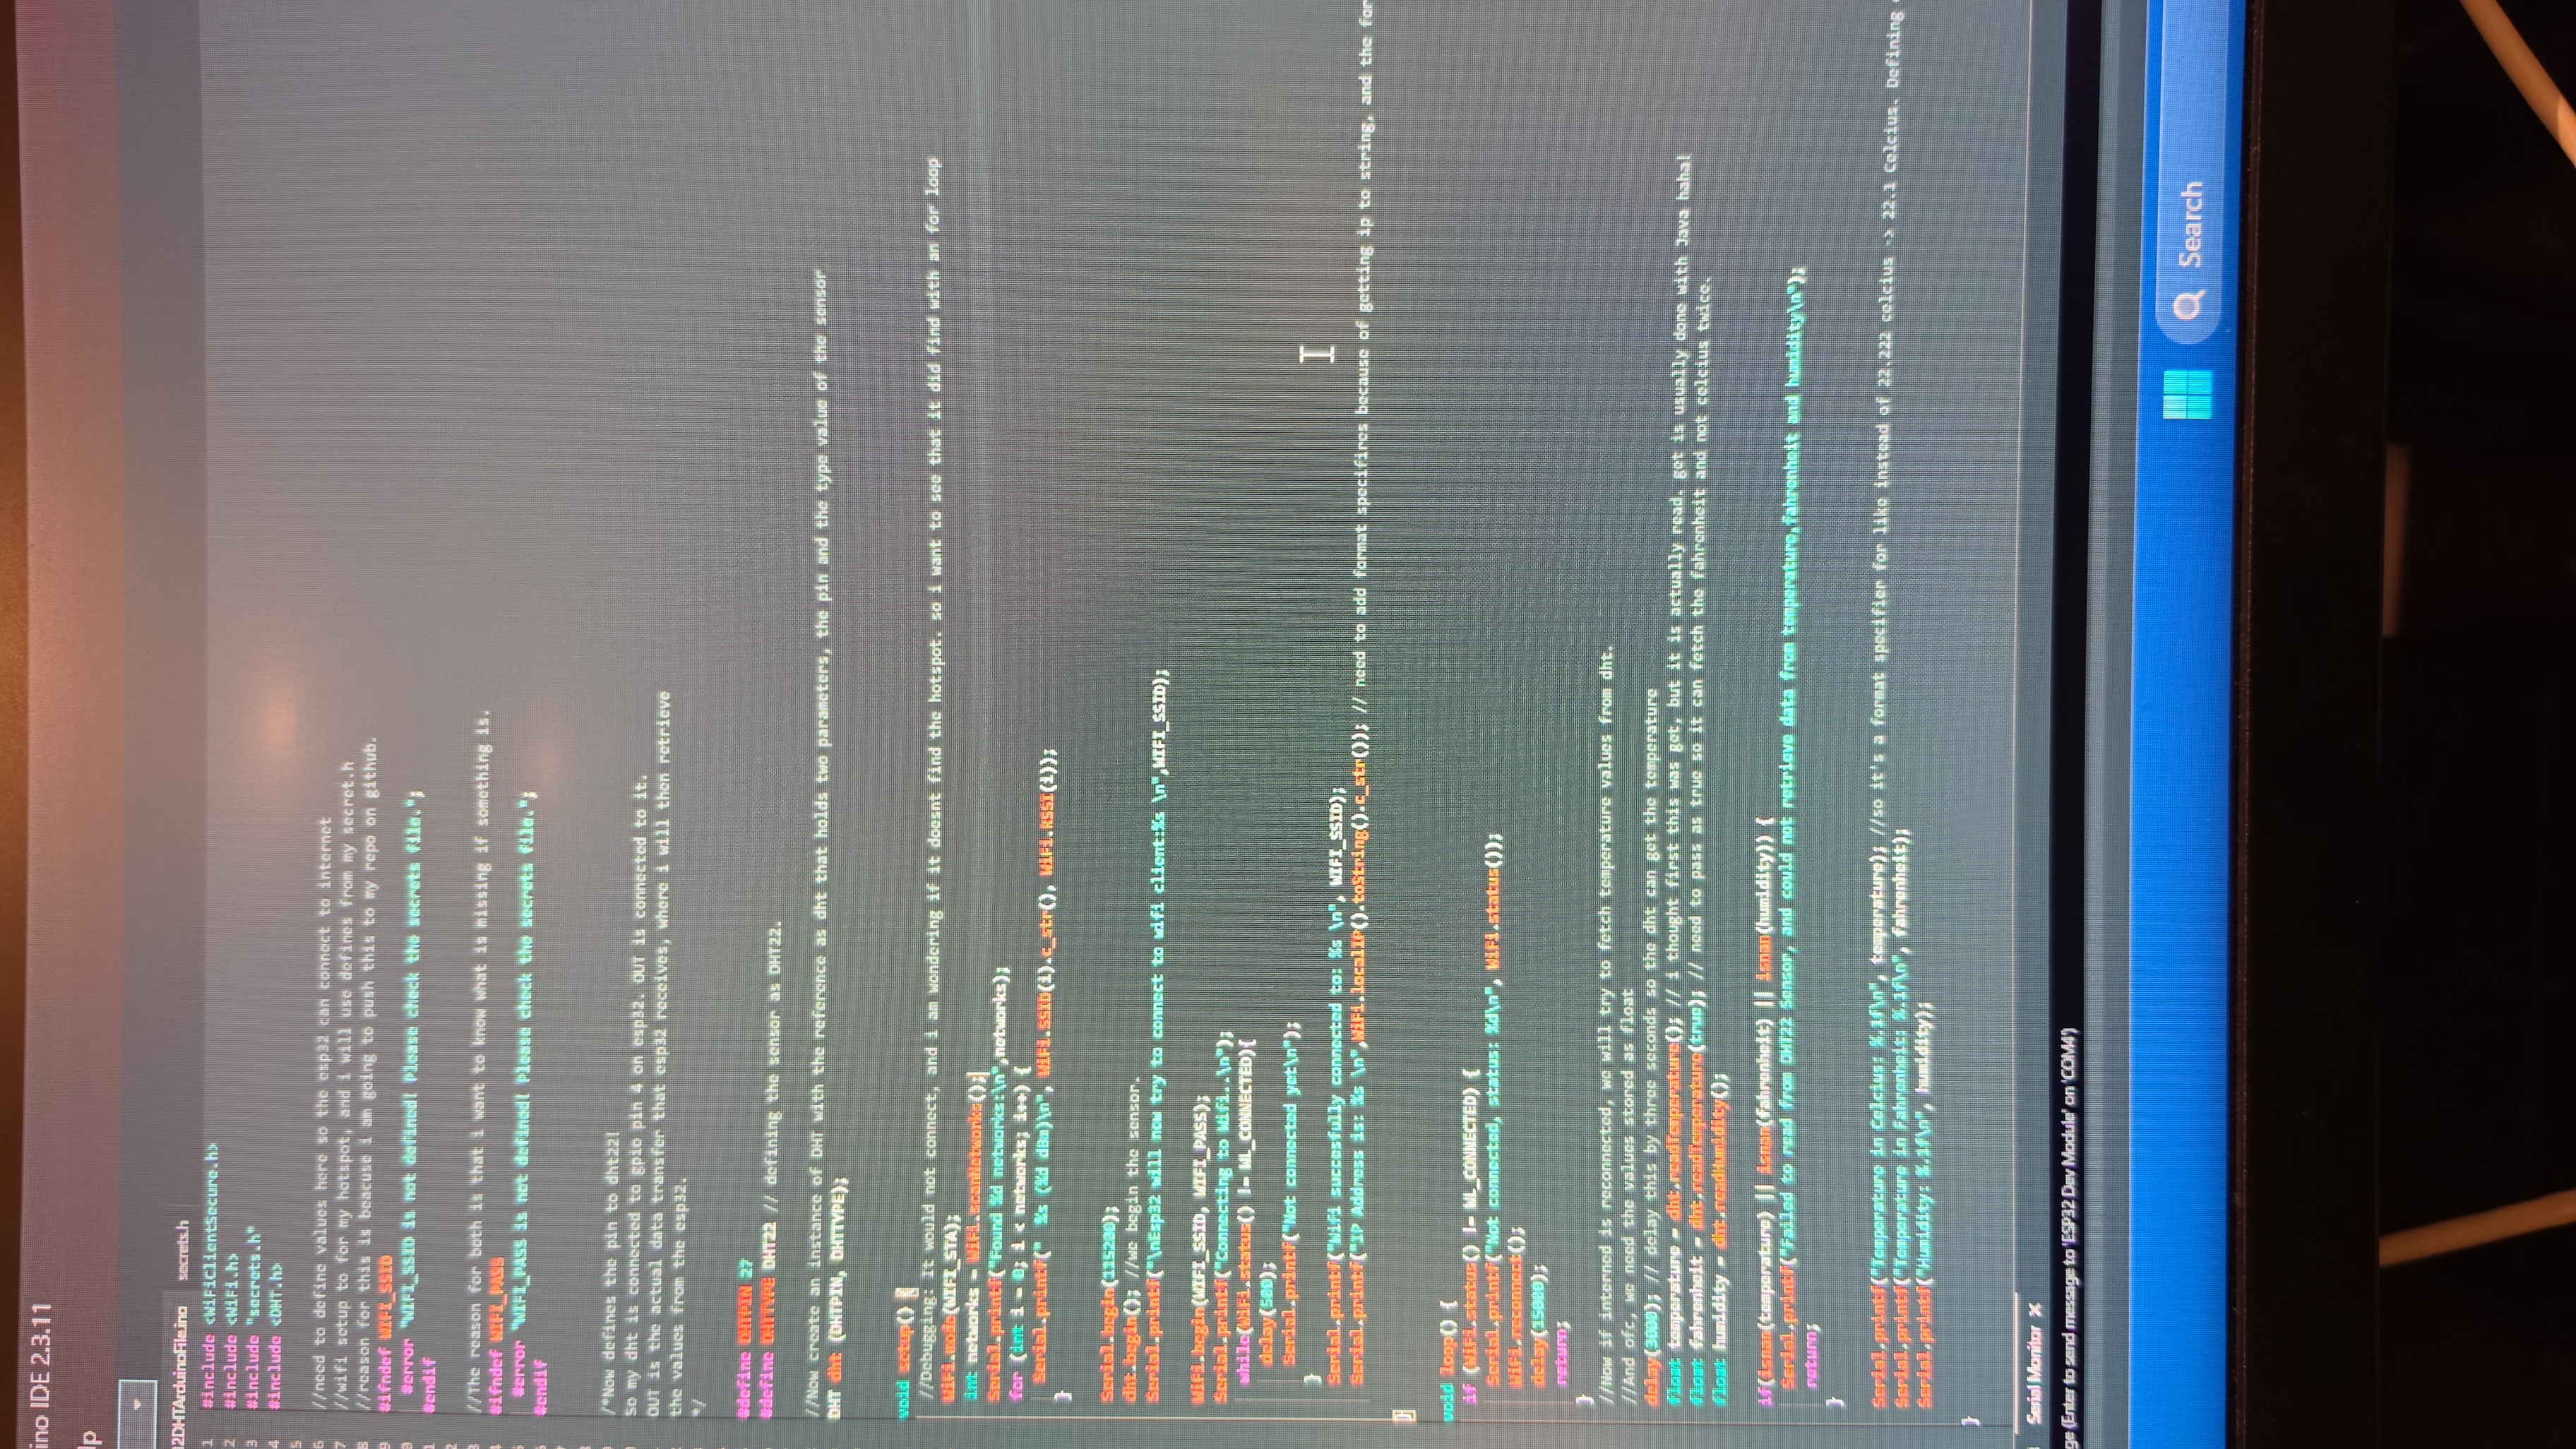 ino IDE 2.3.11
lp
32DHTArduinoFile.ino secrets.h
1 #include <WiFiClientSecure.h>
2 #include <WiFi.h>
3 #include "secrets.h"
4 #include <DHT.h>
5
6 //need to define values here so the esp32 can connect to internet
7 //wifi setup to for my hotspot, and i will use defines from my secret.h
8 //reason for this is beacuse i am going to push this to my repo on github.
9 #ifndef WIFI_SSID
0 #error "WIFI_SSID is not defined! Please check the secrets file.";
1 #endif
2
3 //The reason for both is that i want to know what is missing if something is.
4 #ifndef WIFI_PASS
5 #error "WIFI_PASS is not defined! Please check the secrets file.";
6 #endif
7
8
9 /*Now defines the pin to dht22!
0 So my dht is connected to gpio pin 4 on esp32. OUT is connected to it.
OUT is the actual data transfer that esp32 receives, where i will then retrieve
the values from the esp32.
*/
#define DHTPIN 27
#define DHTTYPE DHT22 // defining the sensor as DHT22.
//Now create an instance of DHT with the reference as dht that holds two parameters, the pin and the type value of the sensor
DHT dht (DHTPIN, DHTTYPE);
void setup() {
//Debugging: It would not connect, and i am wondering if it doesnt find the hotspot. so i want to see that it did find with an for loop
WiFi.mode(WIFI_STA);
int networks = WiFi.scanNetworks();
Serial.printf("Found %d networks:\n",networks);
for (int i = 0; i < networks; i++) {
Serial.printf("  %s (%d dBm)\n", WiFi.SSID(i).c_str(), WiFi.RSSI(i));
}
Serial.begin(115200);
dht.begin(); //we begin the sensor.
Serial.printf("\nEsp32 will now try to connect to wifi client:%s \n",WIFI_SSID);
WiFi.begin(WIFI_SSID, WIFI_PASS);
Serial.printf("Connecting to Wifi..\n");
while(WiFi.status() != WL_CONNECTED){
delay(500);
Serial.printf("Not connected yet\n");
}
Serial.printf("Wifi succesfully connected to: %s \n", WIFI_SSID);
Serial.printf("IP Address is: %s \n",WiFi.localIP().toString().c_str()); // need to add format specifires because of getting ip to string, and the for
}
void loop() {
if (WiFi.status() != WL_CONNECTED) {
Serial.printf("Not connected, status: %d\n", WiFi.status());
WiFi.reconnect();
delay(15000);
return;
}
//Now if interned is reconnected, we will try to fetch temperature values from dht.
//And ofc, we need the values stored as float
delay(3000); // delay this by three seconds so the dht can get the temperature
float temperature = dht.readTemperature(); // i thought first this was get, but it is actually read. get is usually done with Java haha!
float fahrenheit = dht.readTemperature(true); // need to pass as true so it can fetch the fahrenheit and not celcius twice.
float humidity = dht.readHumidity();
if(isnan(temperature) || isnan(fahrenheit) || isnan(humidity)) {
Serial.printf("Failed to read from DHT22 Sensor, and could not retrieve data from temperature,fahrenheit and humidity\n");
return;
}
Serial.printf("Temperature in Celcius: %.1f\n", temperature); //so it's a format specifier for like instead of 22.222 celcius -> 22.1 Celcius. Defining
Serial.printf("Temperature in Fahrenheit: %.1f\n", fahrenheit);
Serial.printf("Humidity: %.1f\n", humidity);
}
Serial Monitor ✕
ge (Enter to send message to 'ESP32 Dev Module' on 'COM4')
Search